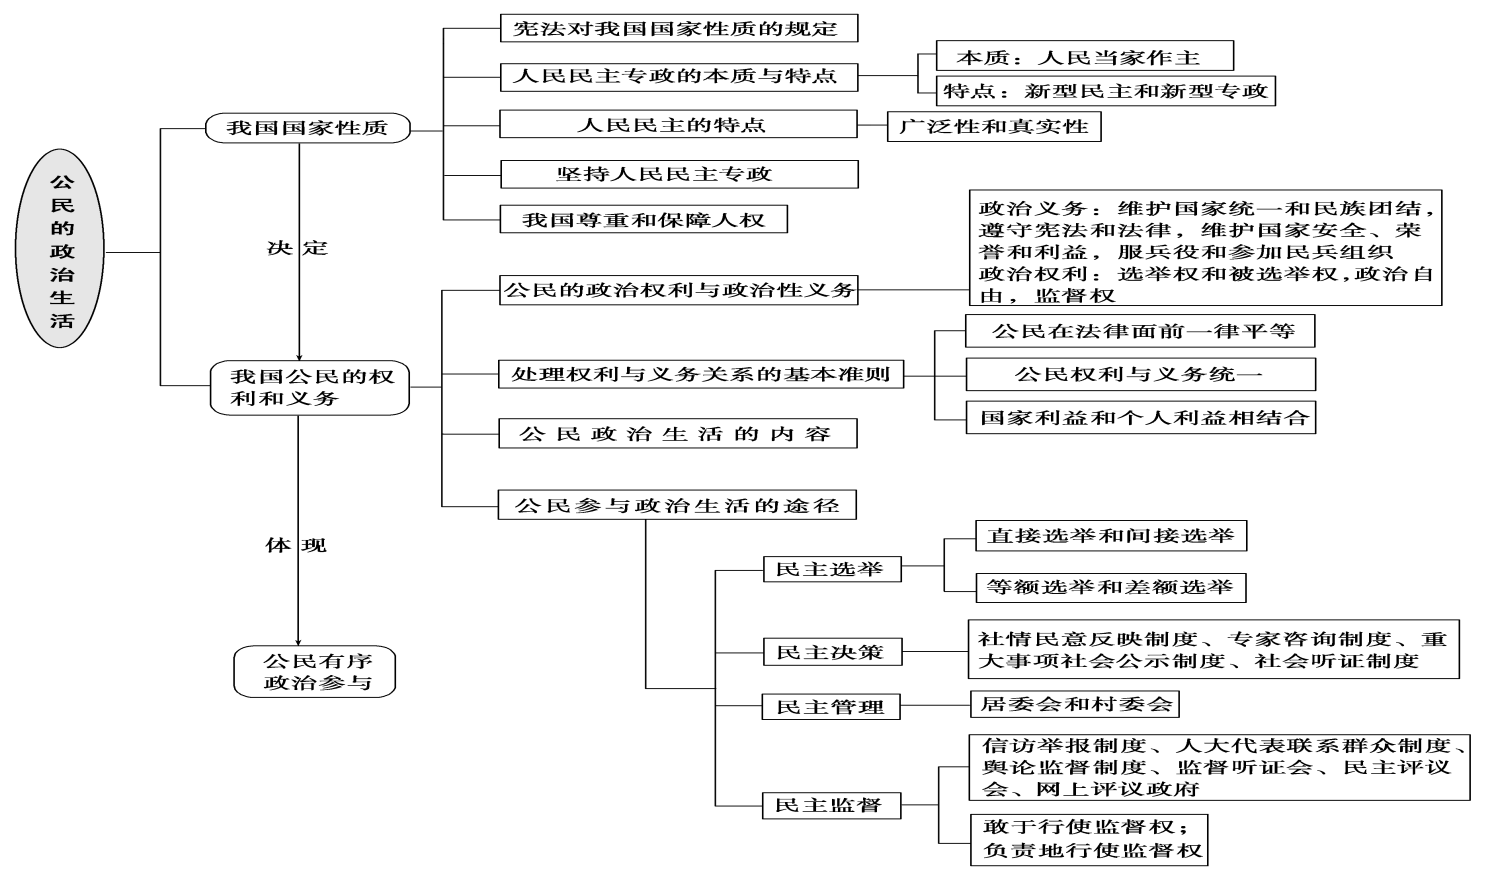 公民的政治生活
我国国家性质
宪法对我国国家性质的规定
人民民主专政的本质与特点
本质：人民当家作主
特点：新型民主和新型专政
人民民主的特点
广泛性和真实性
坚持人民民主专政
我国尊重和保障人权
决定
我国公民的权
利和义务
公民的政治权利与政治性义务
政治义务：维护国家统一和民族团结，
遵守宪法和法律，维护国家安全、荣
誉和利益，服兵役和参加民兵组织
政治权利：选举权和被选举权，政治自
由，监督权
处理权利与义务关系的基本准则
公民在法律面前一律平等
公民权利与义务统一
国家利益和个人利益相结合
公民政治生活的内容
公民参与政治生活的途径
体现
公民有序
政治参与
民主选举
直接选举和间接选举
等额选举和差额选举
民主决策
社情民意反映制度、专家咨询制度、重
大事项社会公示制度、社会听证制度
民主管理
居委会和村委会
民主监督
信访举报制度、人大代表联系群众制度、
舆论监督制度、监督听证会、民主评议
会、网上评议政府
敢于行使监督权；
负责地行使监督权